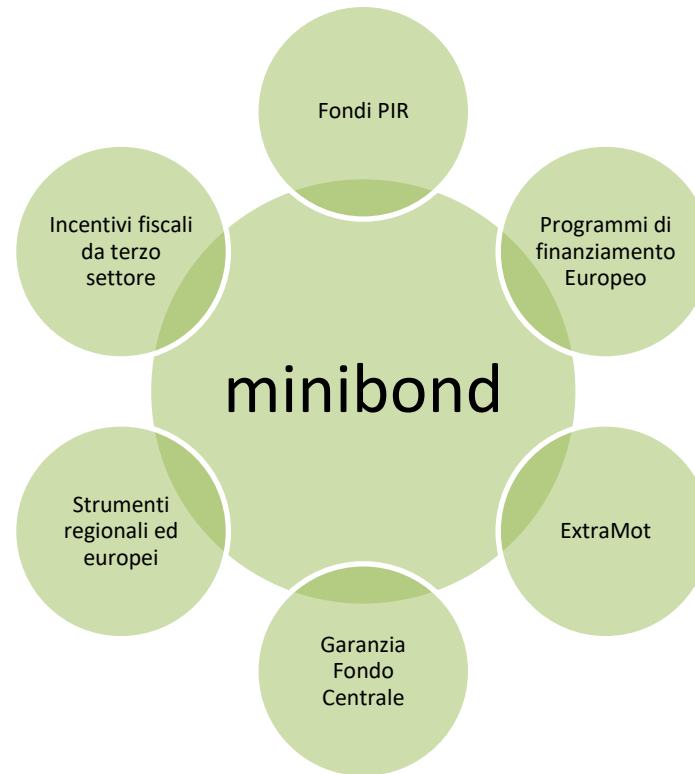 Fondi PIR
Incentivi fiscali
da terzo
settore
Programmi di
finanziamento
Europeo
minibond
Strumenti
regionali ed
europei
ExtraMot
Garanzia
Fondo
Centrale